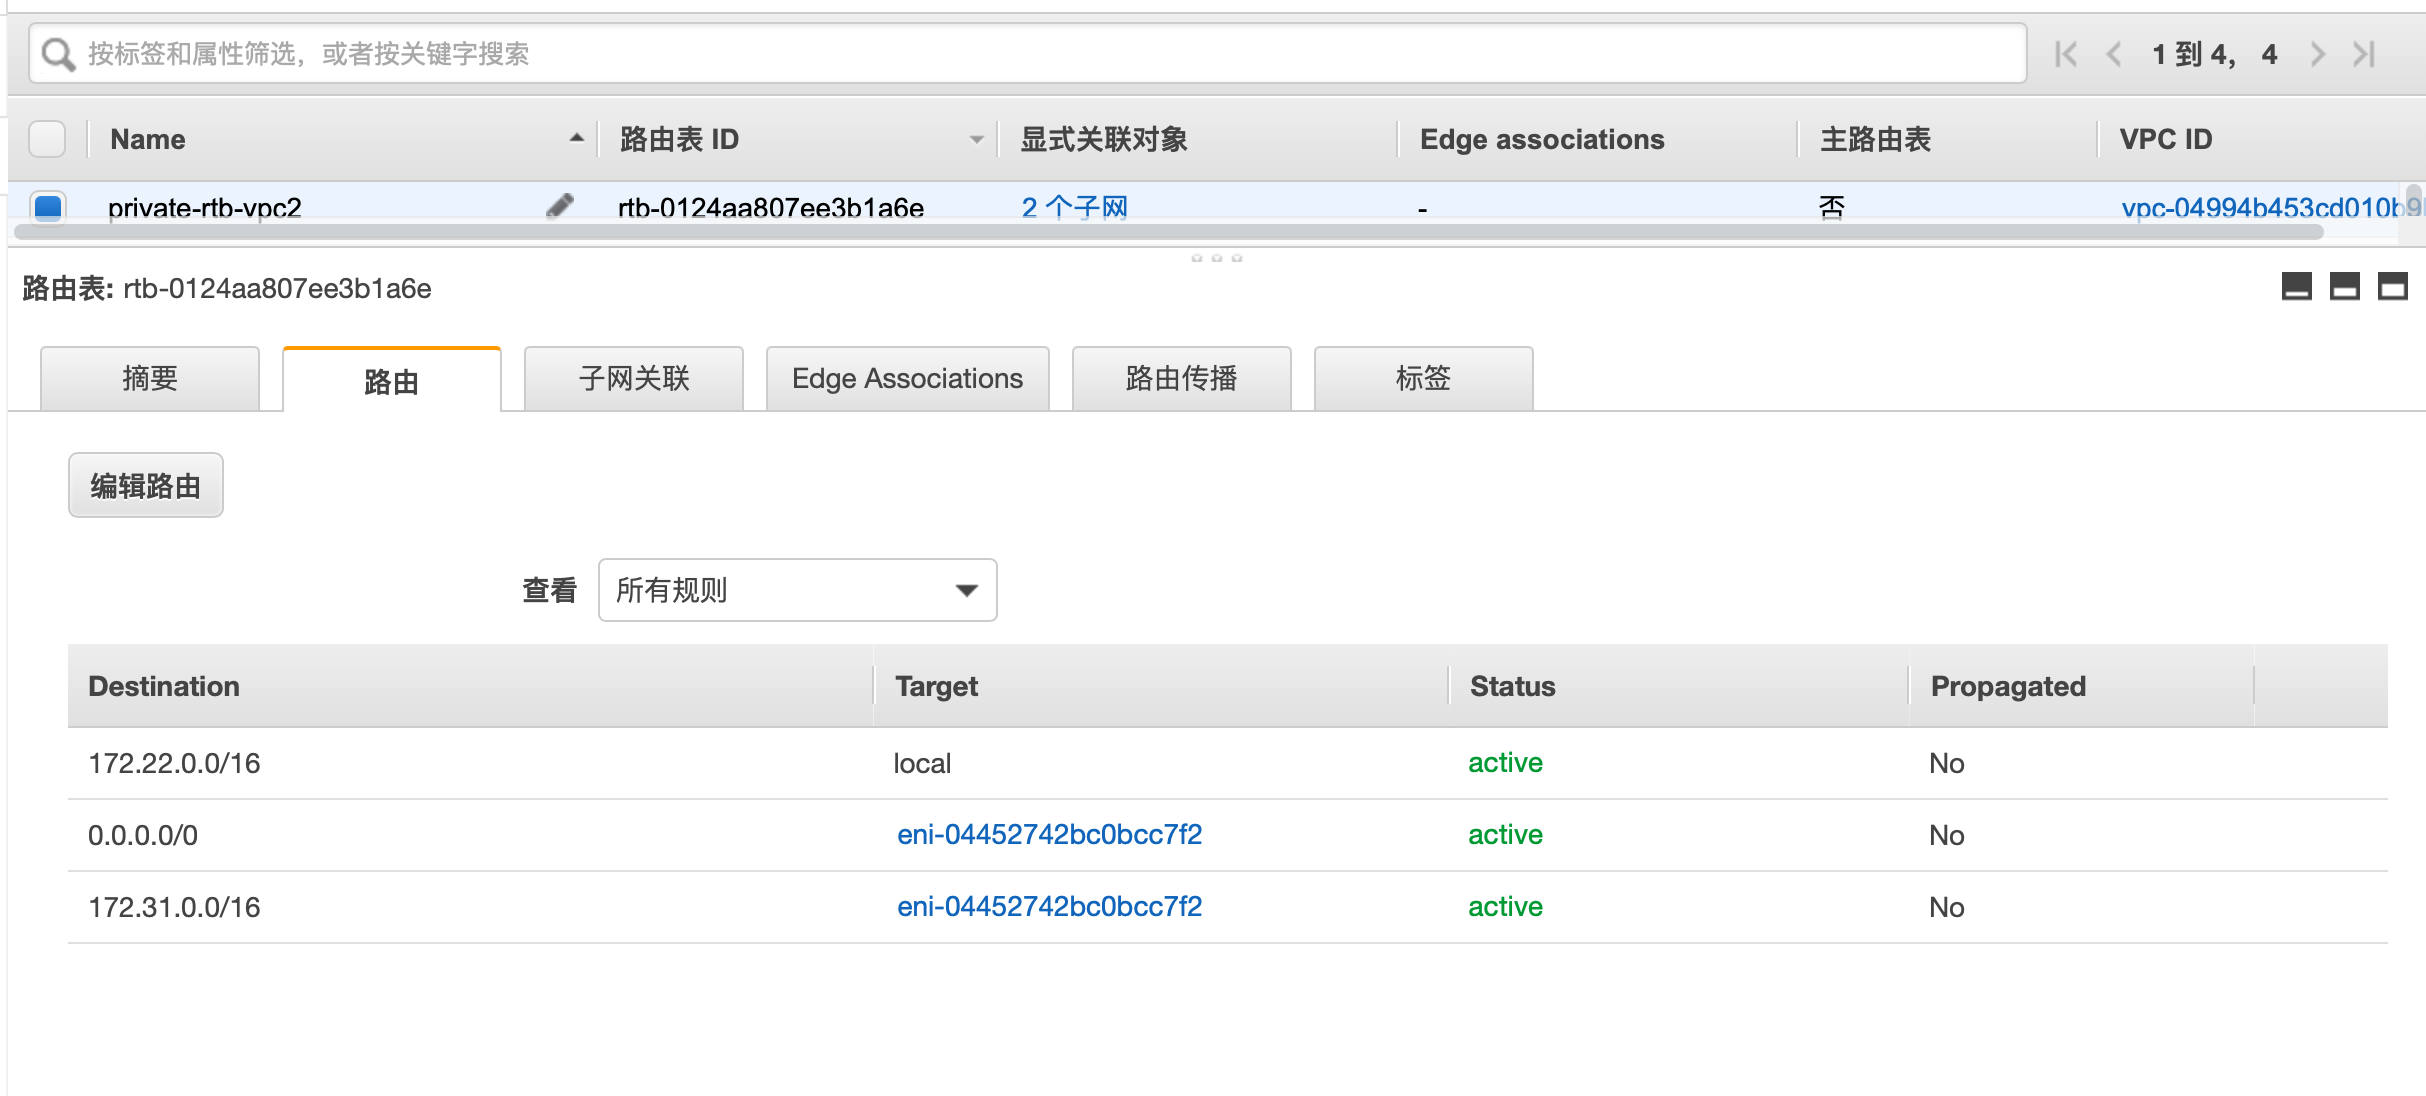 按标签和属性筛选，或者按关键字搜索 1 到 4， 4
Name 路由表 ID 显式关联对象 Edge associations 主路由表 VPC ID
private-rtb-vpc2 rtb-0124aa807ee3b1a6e 2 个子网 - 否 vpc-04994b453cd010b9
路由表: rtb-0124aa807ee3b1a6e
摘要 路由 子网关联 Edge Associations 路由传播 标签
编辑路由
查看 所有规则
Destination Target Status Propagated
172.22.0.0/16 local active No
0.0.0.0/0 eni-04452742bc0bcc7f2 active No
172.31.0.0/16 eni-04452742bc0bcc7f2 active No